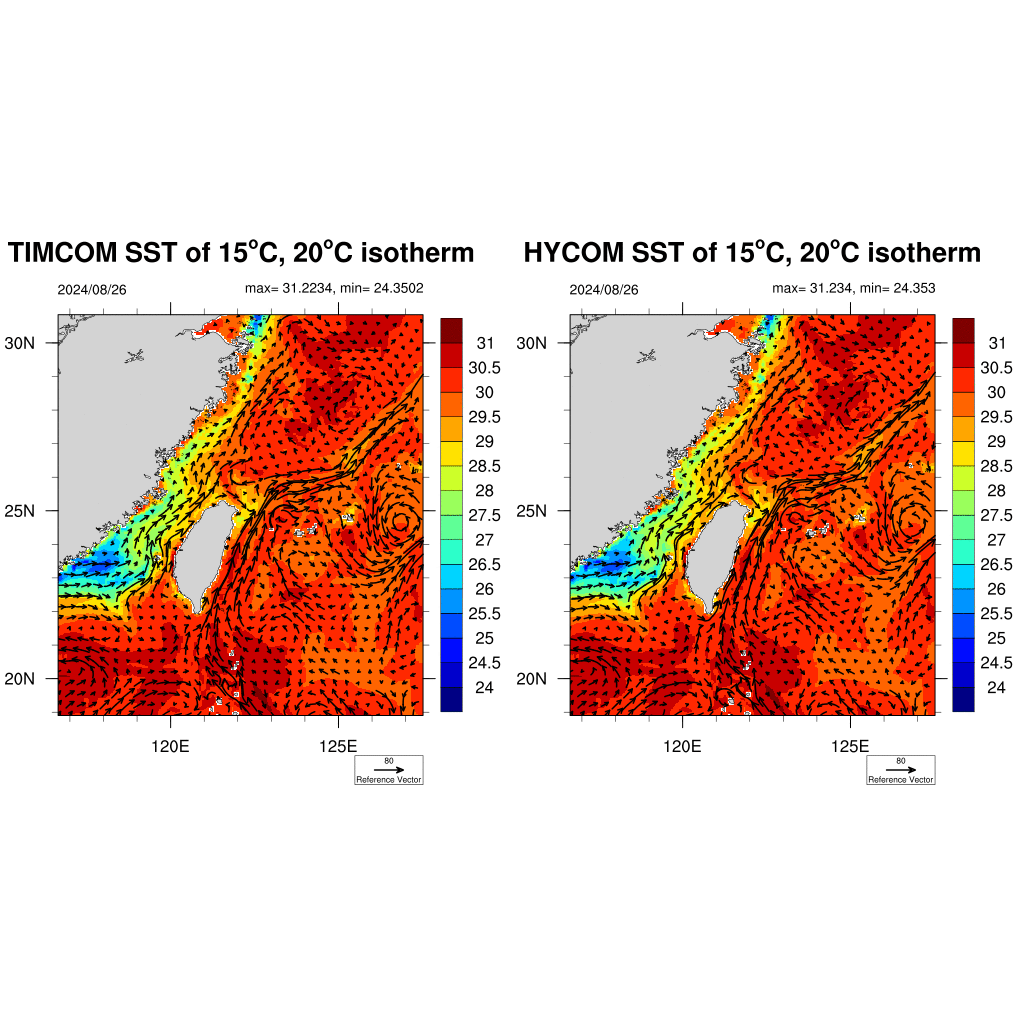 TIMCOM SST of 15°C, 20°C isotherm
2024/08/26
max= 31.2234, min= 24.3502
30N
25N
20N
120E
125E
31
30.5
30
29.5
29
28.5
28
27.5
27
26.5
26
25.5
25
24.5
24
80
Reference Vector
HYCOM SST of 15°C, 20°C isotherm
2024/08/26
max= 31.234, min= 24.353
30N
25N
20N
120E
125E
31
30.5
30
29.5
29
28.5
28
27.5
27
26.5
26
25.5
25
24.5
24
80
Reference Vector